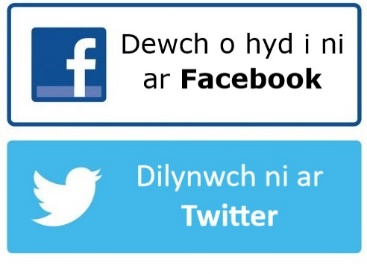 Dewch o hyd i ni
ar Facebook
Dilynwch ni ar
Twitter